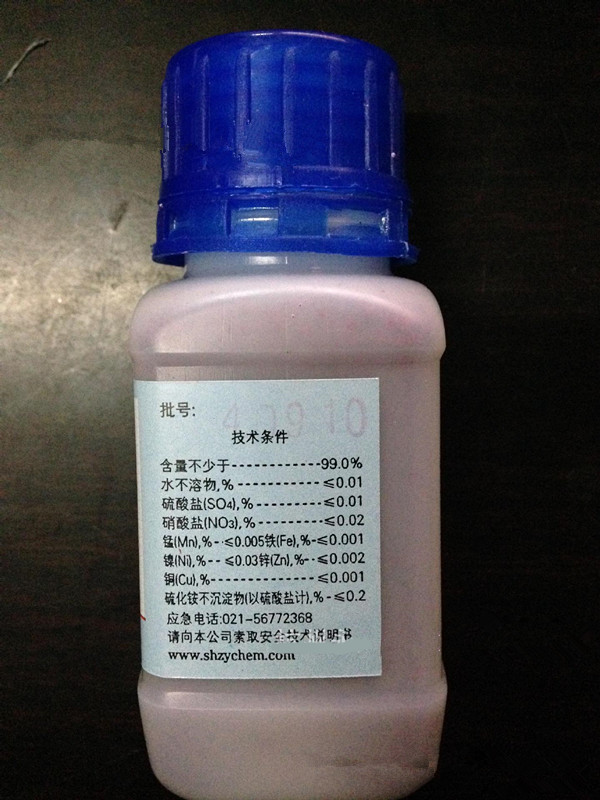 批号:
技术条件
含量不少于------------99.0%
水不溶物,%----------≤0.01
硫酸盐(SO4),%--------≤0.01
硝酸盐(NO3),%--------≤0.02
锰(Mn),%--≤0.005铁(Fe),%-≤0.001
镍(Ni),%--≤0.03锌(Zn),%--≤0.002
铜(Cu),%--------------≤0.001
硫化铵不沉淀物(以硫酸盐计),%-≤0.2
应急电话:021-56772368
请向本公司索取安全技术说明书
www.shzychem.com